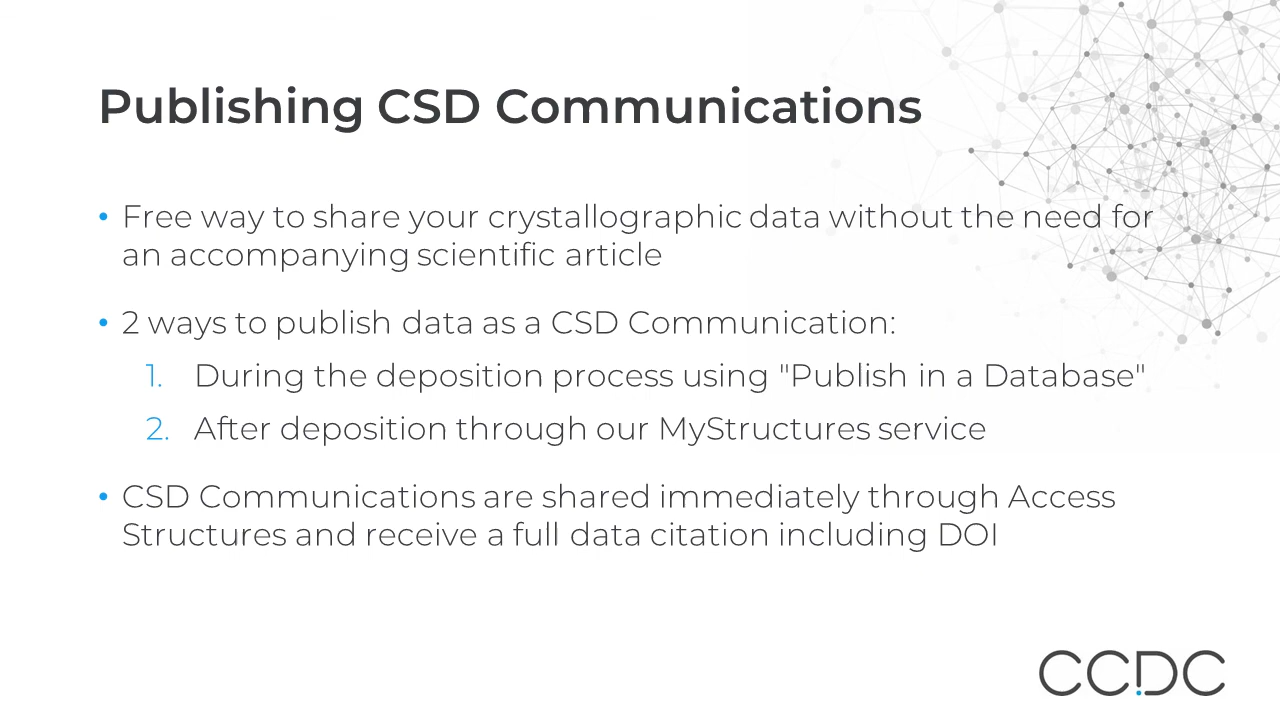 Publishing CSD Communications
• Free way to share your crystallographic data without the need for
an accompanying scientific article
• 2 ways to publish data as a CSD Communication:
1. During the deposition process using "Publish in a Database"
2. After deposition through our MyStructures service
• CSD Communications are shared immediately through Access
Structures and receive a full data citation including DOI
CCDC